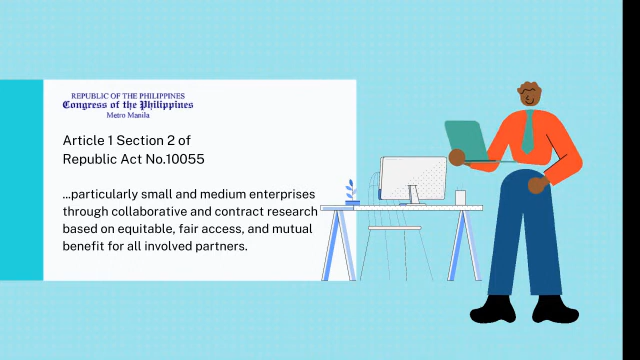 REPUBLIC OF THE PHILIPPINES
Congress of the Philippines
Metro Manila
Article 1 Section 2 of
Republic Act No.10055
...particularly small and medium enterprises
through collaborative and contract research
based on equitable, fair access, and mutual
benefit for all involved partners.